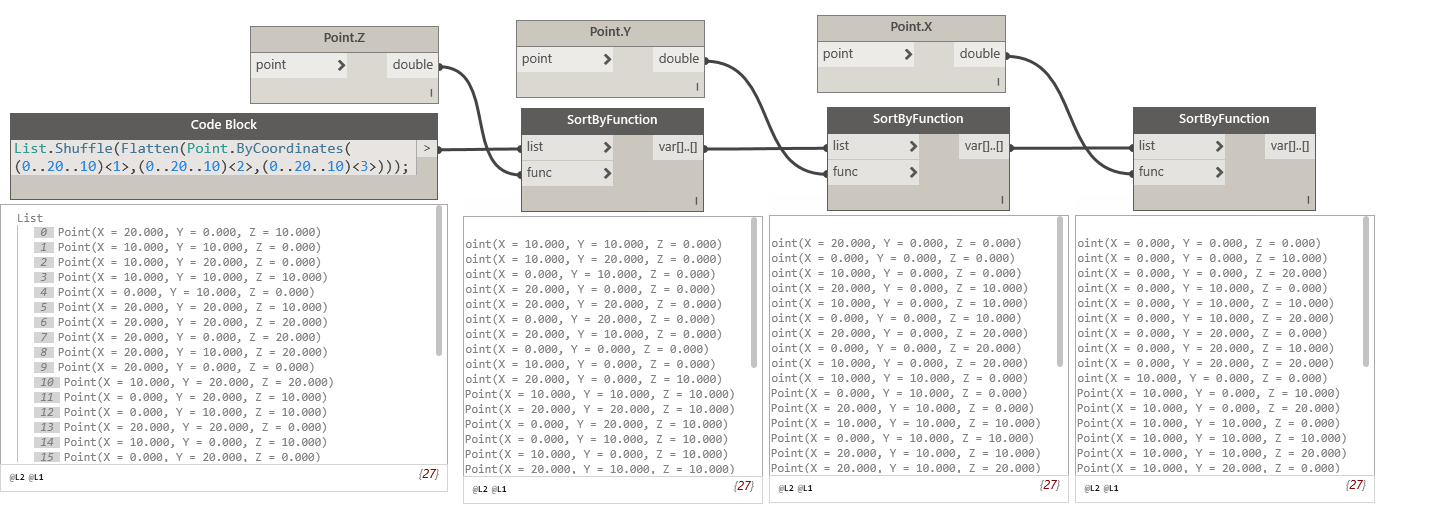 Point.Z
point > double
l
Point.Y
point > double
l
Point.X
point > double
l
Code Block
List.Shuffle(Flatten(Point.ByCoordinates(
(0..20..10)<1>,(0..20..10)<2>,(0..20..10)<3>)));
>
SortByFunction
list > var[]..[]
func >
l
SortByFunction
list > var[]..[]
func >
l
SortByFunction
list > var[]..[]
func >
l
List
0 Point(X = 20.000, Y = 0.000, Z = 10.000)
1 Point(X = 10.000, Y = 10.000, Z = 0.000)
2 Point(X = 10.000, Y = 20.000, Z = 0.000)
3 Point(X = 10.000, Y = 10.000, Z = 10.000)
4 Point(X = 0.000, Y = 10.000, Z = 0.000)
5 Point(X = 20.000, Y = 20.000, Z = 10.000)
6 Point(X = 20.000, Y = 20.000, Z = 20.000)
7 Point(X = 20.000, Y = 0.000, Z = 20.000)
8 Point(X = 20.000, Y = 10.000, Z = 20.000)
9 Point(X = 20.000, Y = 0.000, Z = 0.000)
10 Point(X = 10.000, Y = 20.000, Z = 20.000)
11 Point(X = 0.000, Y = 20.000, Z = 10.000)
12 Point(X = 0.000, Y = 10.000, Z = 10.000)
13 Point(X = 20.000, Y = 20.000, Z = 0.000)
14 Point(X = 10.000, Y = 0.000, Z = 10.000)
15 Point(X = 0.000, Y = 20.000, Z = 0.000)
@L2 @L1 {27}
oint(X = 10.000, Y = 10.000, Z = 0.000)
oint(X = 10.000, Y = 20.000, Z = 0.000)
oint(X = 0.000, Y = 10.000, Z = 0.000)
oint(X = 20.000, Y = 0.000, Z = 0.000)
oint(X = 20.000, Y = 20.000, Z = 0.000)
oint(X = 0.000, Y = 20.000, Z = 0.000)
oint(X = 20.000, Y = 10.000, Z = 0.000)
oint(X = 0.000, Y = 0.000, Z = 0.000)
oint(X = 10.000, Y = 0.000, Z = 0.000)
oint(X = 20.000, Y = 0.000, Z = 10.000)
Point(X = 10.000, Y = 10.000, Z = 10.000)
Point(X = 20.000, Y = 20.000, Z = 10.000)
Point(X = 0.000, Y = 20.000, Z = 10.000)
Point(X = 0.000, Y = 10.000, Z = 10.000)
Point(X = 10.000, Y = 0.000, Z = 10.000)
Point(X = 20.000, Y = 10.000, Z = 10.000)
@L2 @L1 {27}
oint(X = 20.000, Y = 0.000, Z = 0.000)
oint(X = 0.000, Y = 0.000, Z = 0.000)
oint(X = 10.000, Y = 0.000, Z = 0.000)
oint(X = 20.000, Y = 0.000, Z = 10.000)
oint(X = 10.000, Y = 0.000, Z = 10.000)
oint(X = 0.000, Y = 0.000, Z = 10.000)
oint(X = 20.000, Y = 0.000, Z = 20.000)
oint(X = 0.000, Y = 0.000, Z = 20.000)
oint(X = 10.000, Y = 0.000, Z = 20.000)
oint(X = 10.000, Y = 10.000, Z = 0.000)
Point(X = 0.000, Y = 10.000, Z = 0.000)
Point(X = 20.000, Y = 10.000, Z = 0.000)
Point(X = 10.000, Y = 10.000, Z = 10.000)
Point(X = 0.000, Y = 10.000, Z = 10.000)
Point(X = 20.000, Y = 10.000, Z = 10.000)
Point(X = 20.000, Y = 10.000, Z = 20.000)
@L2 @L1 {27}
oint(X = 0.000, Y = 0.000, Z = 0.000)
oint(X = 0.000, Y = 0.000, Z = 10.000)
oint(X = 0.000, Y = 0.000, Z = 20.000)
oint(X = 0.000, Y = 10.000, Z = 0.000)
oint(X = 0.000, Y = 10.000, Z = 10.000)
oint(X = 0.000, Y = 10.000, Z = 20.000)
oint(X = 0.000, Y = 20.000, Z = 0.000)
oint(X = 0.000, Y = 20.000, Z = 10.000)
oint(X = 0.000, Y = 20.000, Z = 20.000)
oint(X = 10.000, Y = 0.000, Z = 0.000)
Point(X = 10.000, Y = 0.000, Z = 10.000)
Point(X = 10.000, Y = 0.000, Z = 20.000)
Point(X = 10.000, Y = 10.000, Z = 0.000)
Point(X = 10.000, Y = 10.000, Z = 10.000)
Point(X = 10.000, Y = 10.000, Z = 20.000)
Point(X = 10.000, Y = 20.000, Z = 0.000)
@L2 @L1 {27}